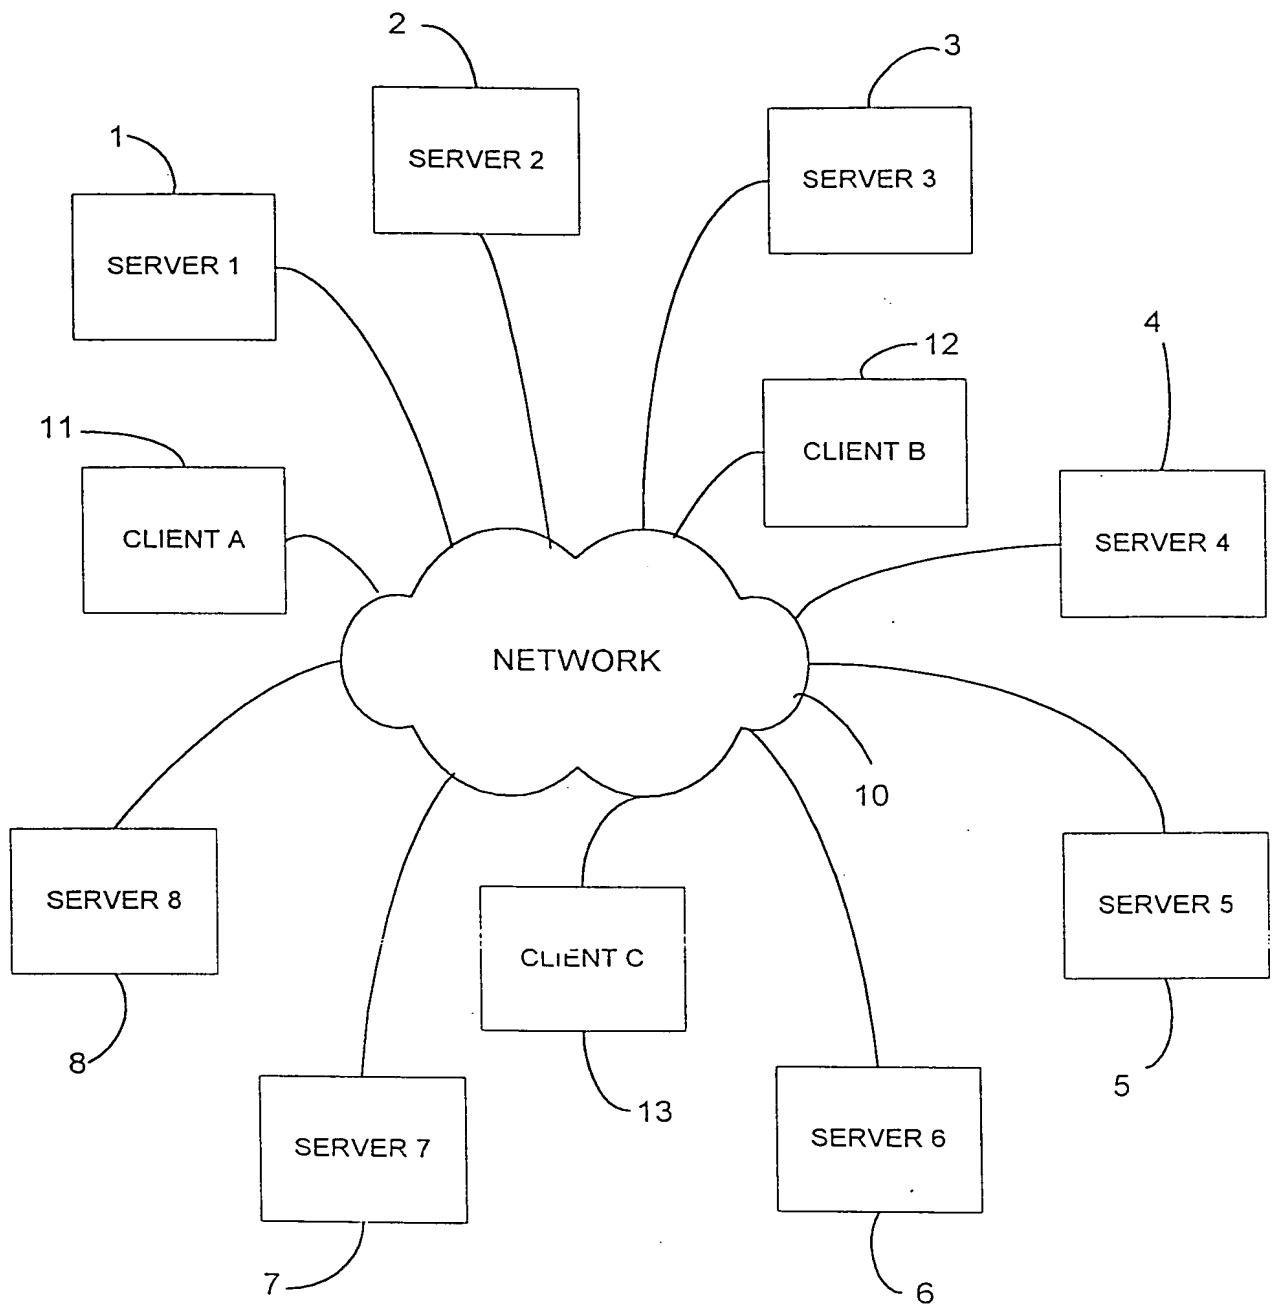 2
3
1
SERVER 2
SERVER 3
SERVER 1
4
12
11
CLIENT B
CLIENT A
SERVER 4
NETWORK
10
SERVER 8
SERVER 5
CLIENT C
8
5
13
SERVER 7
SERVER 6
7
6